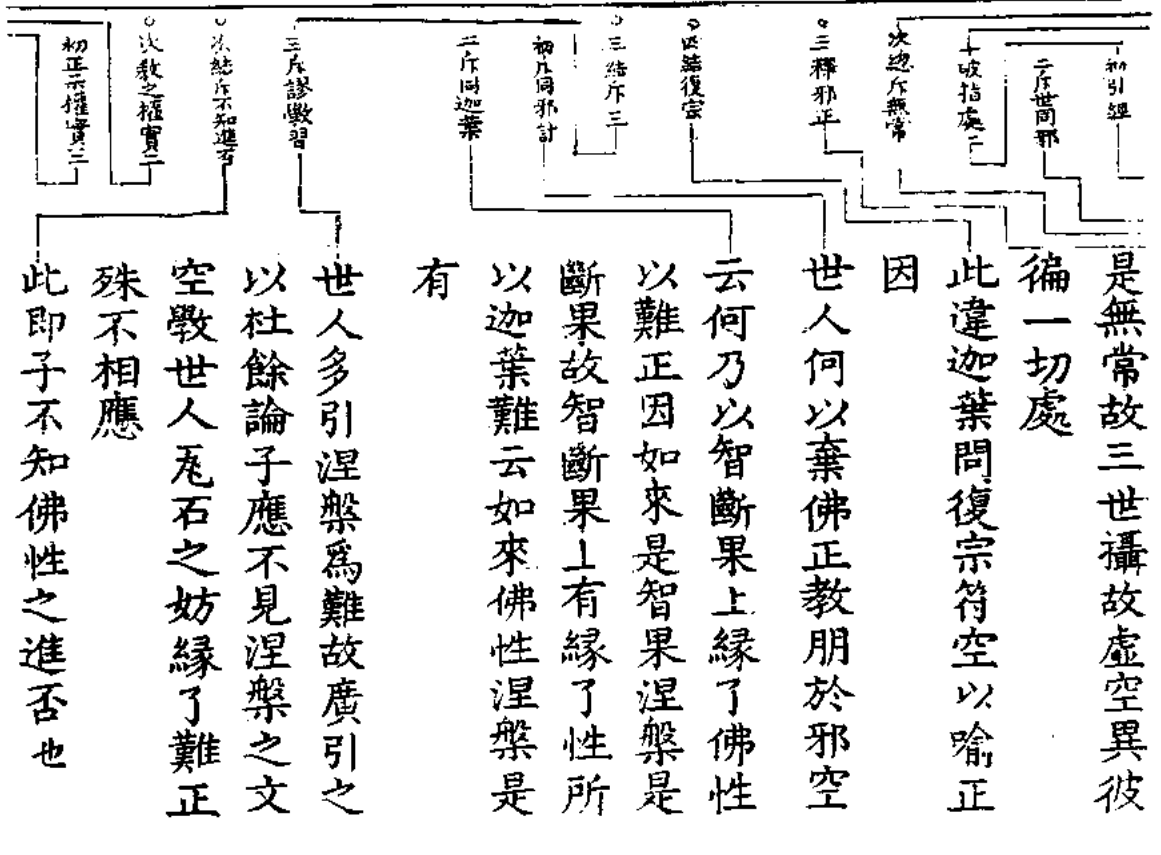 初引經
二斥世同邪
破指處二
次總斥無常
三釋邪正
四結復宗
三結斥三
初凡同邪計
二斥同迦葉
三斥謬斆習
次結斥不知進否
次教之權實二
初正示權實三
是無常故三世攝故虛空異彼
徧一切處
此違迦葉問復宗符空以喻正
因
世人何以棄佛正教朋於邪空
云何乃以智斷果上緣了佛性
以難正因如來是智果涅槃是
斷果故智斷果上有緣了性所
以迦葉難云如來佛性涅槃是
有
世人多引涅槃爲難故廣引之
以杜餘論子應不見涅槃之文
空斆世人瓦石之妨緣了難正
殊不相應
此即子不知佛性之進否也